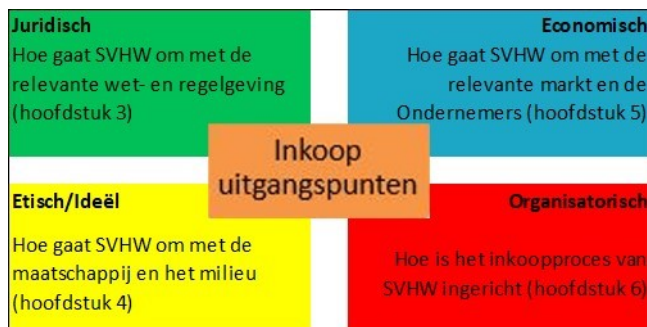 Juridisch
Hoe gaat SVHW om met de
relevante wet- en regelgeving
(hoofdstuk 3)
Economisch
Hoe gaat SVHW om met de
relevante markt en de
Ondernemers (hoofdstuk 5)
Inkoop
uitgangspunten
Etisch/Ideël
Hoe gaat SVHW om met de
maatschappij en het milieu
(hoofdstuk 4)
Organisatorisch
Hoe is het inkoopproces van
SVHW ingericht (hoofdstuk 6)